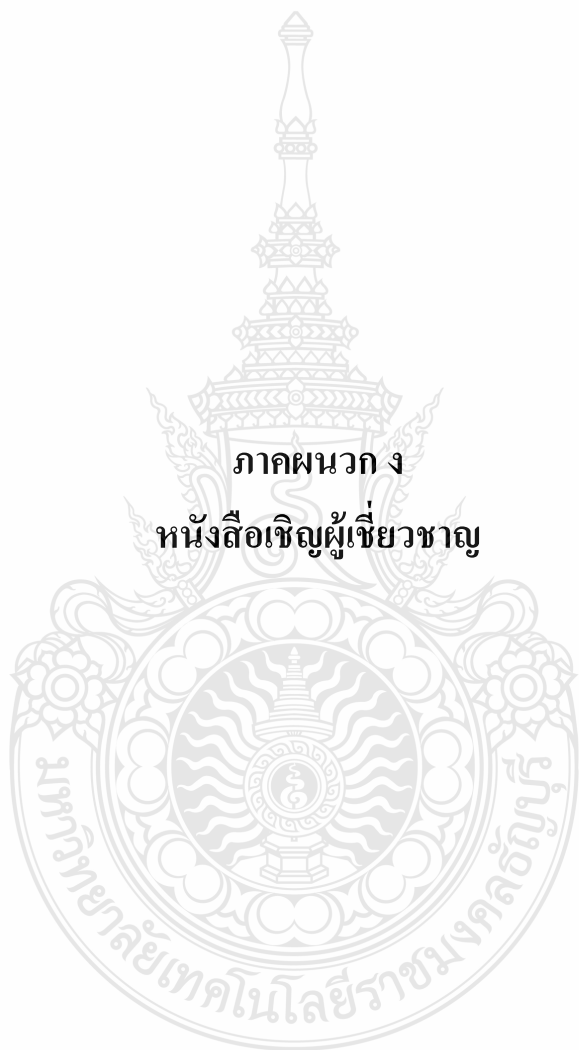 ภาคผนวก ง
หนังสือเชิญผู้เชี่ยวชาญ
มหาวิทยาลัยเทคโนโลยีราชมงคลธัญบุรี